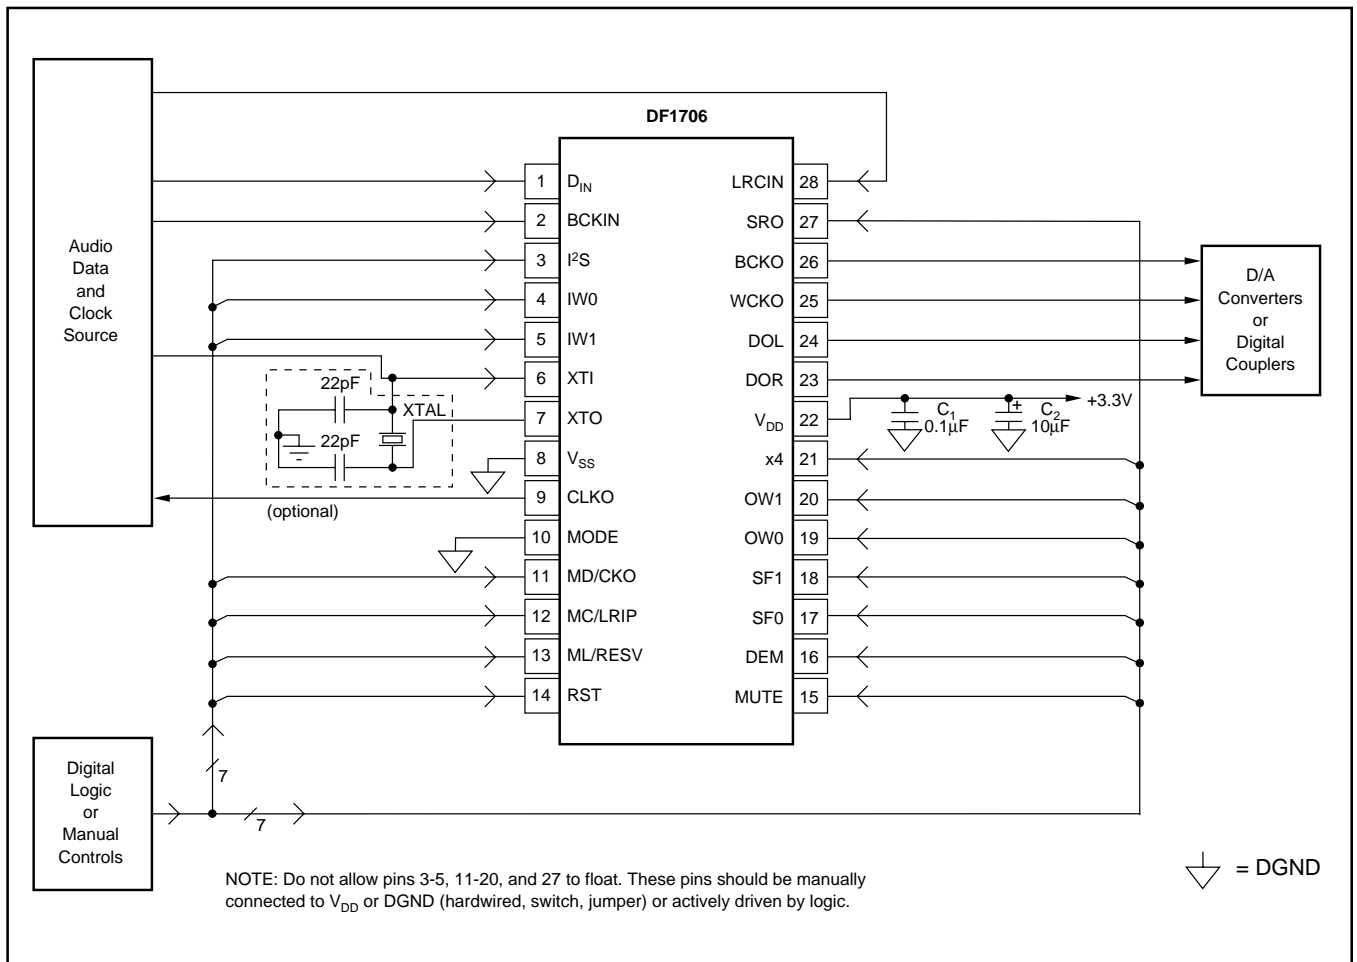 DF1706
Audio
Data
and
Clock
Source
1 D_IN
2 BCKIN
3 I²S
4 IW0
5 IW1
6 XTI
7 XTO
8 V_SS
9 CLKO
10 MODE
11 MD/CKO
12 MC/LRIP
13 ML/RESV
14 RST
LRCIN 28
SRO 27
BCKO 26
WCKO 25
DOL 24
DOR 23
V_DD 22
x4 21
OW1 20
OW0 19
SF1 18
SF0 17
DEM 16
MUTE 15
22pF
XTAL
22pF
(optional)
D/A
Converters
or
Digital
Couplers
+3.3V
C₁
0.1µF
+
C₂
10µF
Digital
Logic
or
Manual
Controls
7
7
= DGND
NOTE: Do not allow pins 3-5, 11-20, and 27 to float. These pins should be manually
connected to V_DD or DGND (hardwired, switch, jumper) or actively driven by logic.